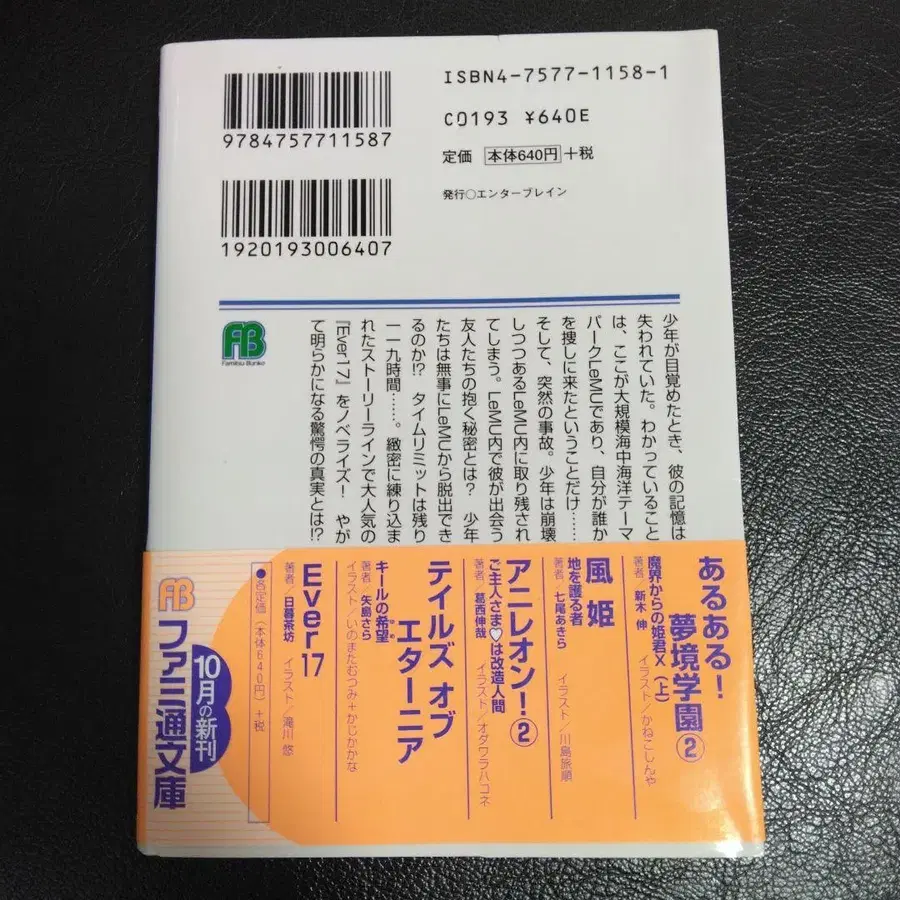 ISBN4-7577-1158-1
C0193 ¥640E
定価 本体640円+税
発行○エンターブレイン
9784757711587
1920193006407
FB
Famitsu Bunko
少年が目覚めたとき、彼の記憶は
失われていた。わかっていること
は、ここが大規模海中海洋テーマ
パークLeMUであり、自分が誰か
を捜しに来たということだけ……
そして、突然の事故。少年は崩壊
しつつあるLeMU内に取り残され
てしまう。LeMU内で彼が出会う
友人たちの抱く秘密とは? 少年
たちは無事にLeMUから脱出でき
るのか!? タイムリミットは残り
一一九時間……。緻密に練り込ま
れたストーリーラインで大人気の
『Ever17』をノベライズ! やが
て明らかになる驚愕の真実とは!?
あるある!
夢境学園②
魔界からの姫君X(上)
著者/新木 伸 イラスト/かねこしんや
風姫
地を護る者
著者/七尾あきら イラスト/川島旅順
アニレオン!②
ご主人さま♡は改造人間
著者/葛西伸哉 イラスト/オダワラハコネ
テイルズ オブ
エターニア
キールの希望
著者/矢島さら
イラスト/いのまたむつみ+かじかかな
Ever17
著者/日暮茶坊 イラスト/滝川 悠
●各定価(本体640円)+税
10月の新刊
FB ファミ通文庫